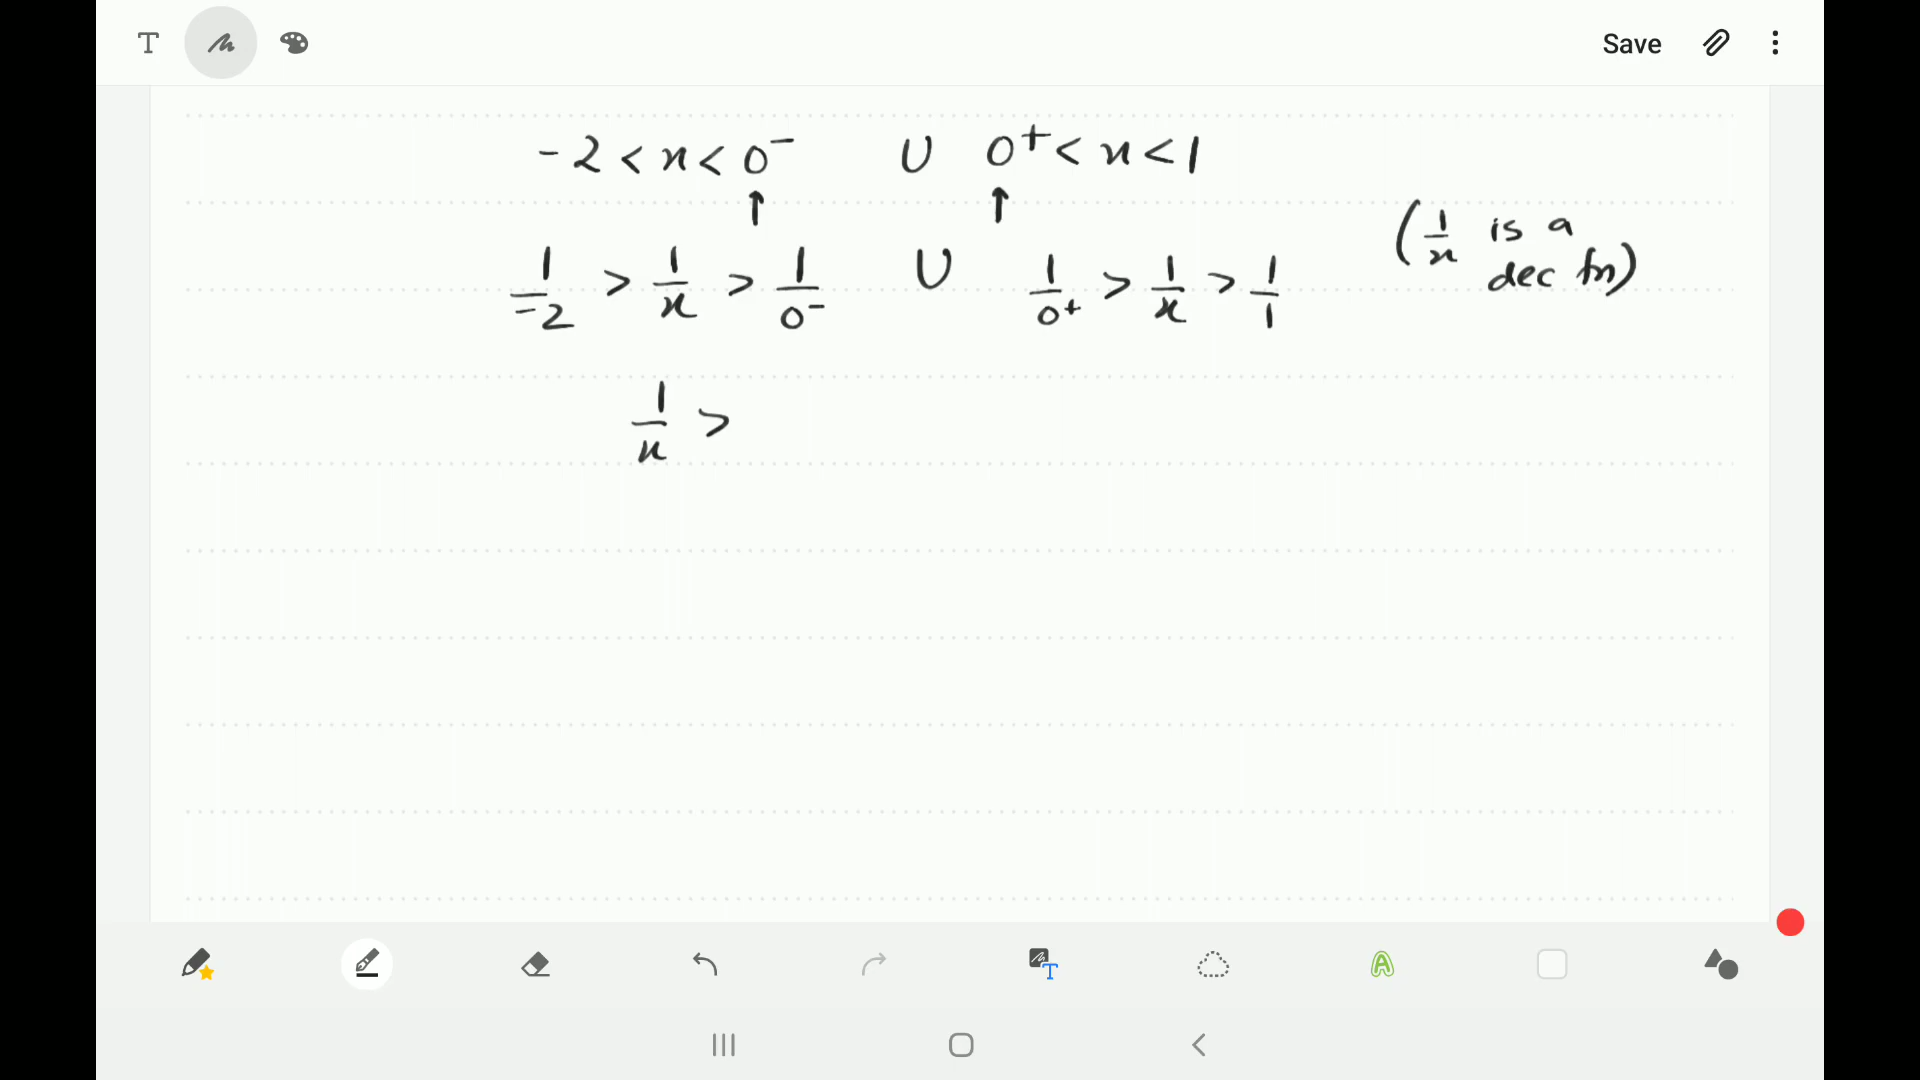 Save
-2 < x < 0⁻ ∪ 0⁺ < x < 1
↑ ↑
1/-2 > 1/x > 1/0⁻ ∪ 1/0⁺ > 1/x > 1/1 (1/x is a
dec fn)
1/x >
T
A